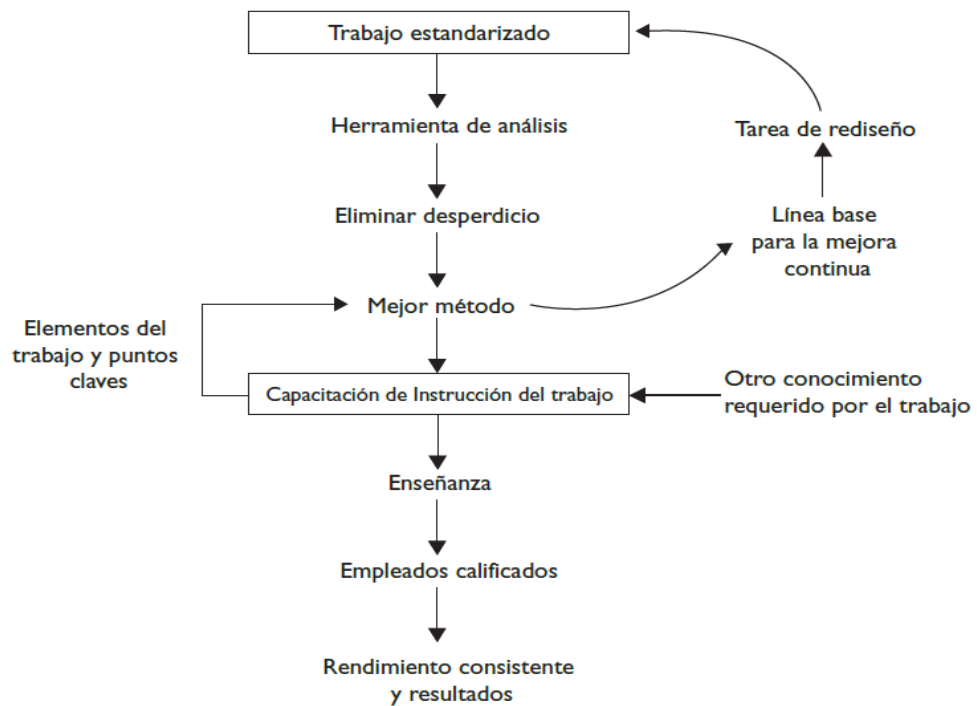 Trabajo estandarizado
Herramienta de análisis
Tarea de rediseño
Eliminar desperdicio
Línea base
para la mejora
continua
Mejor método
Elementos del
trabajo y puntos
claves
Capacitación de Instrucción del trabajo
Otro conocimiento
requerido por el trabajo
Enseñanza
Empleados calificados
Rendimiento consistente
y resultados